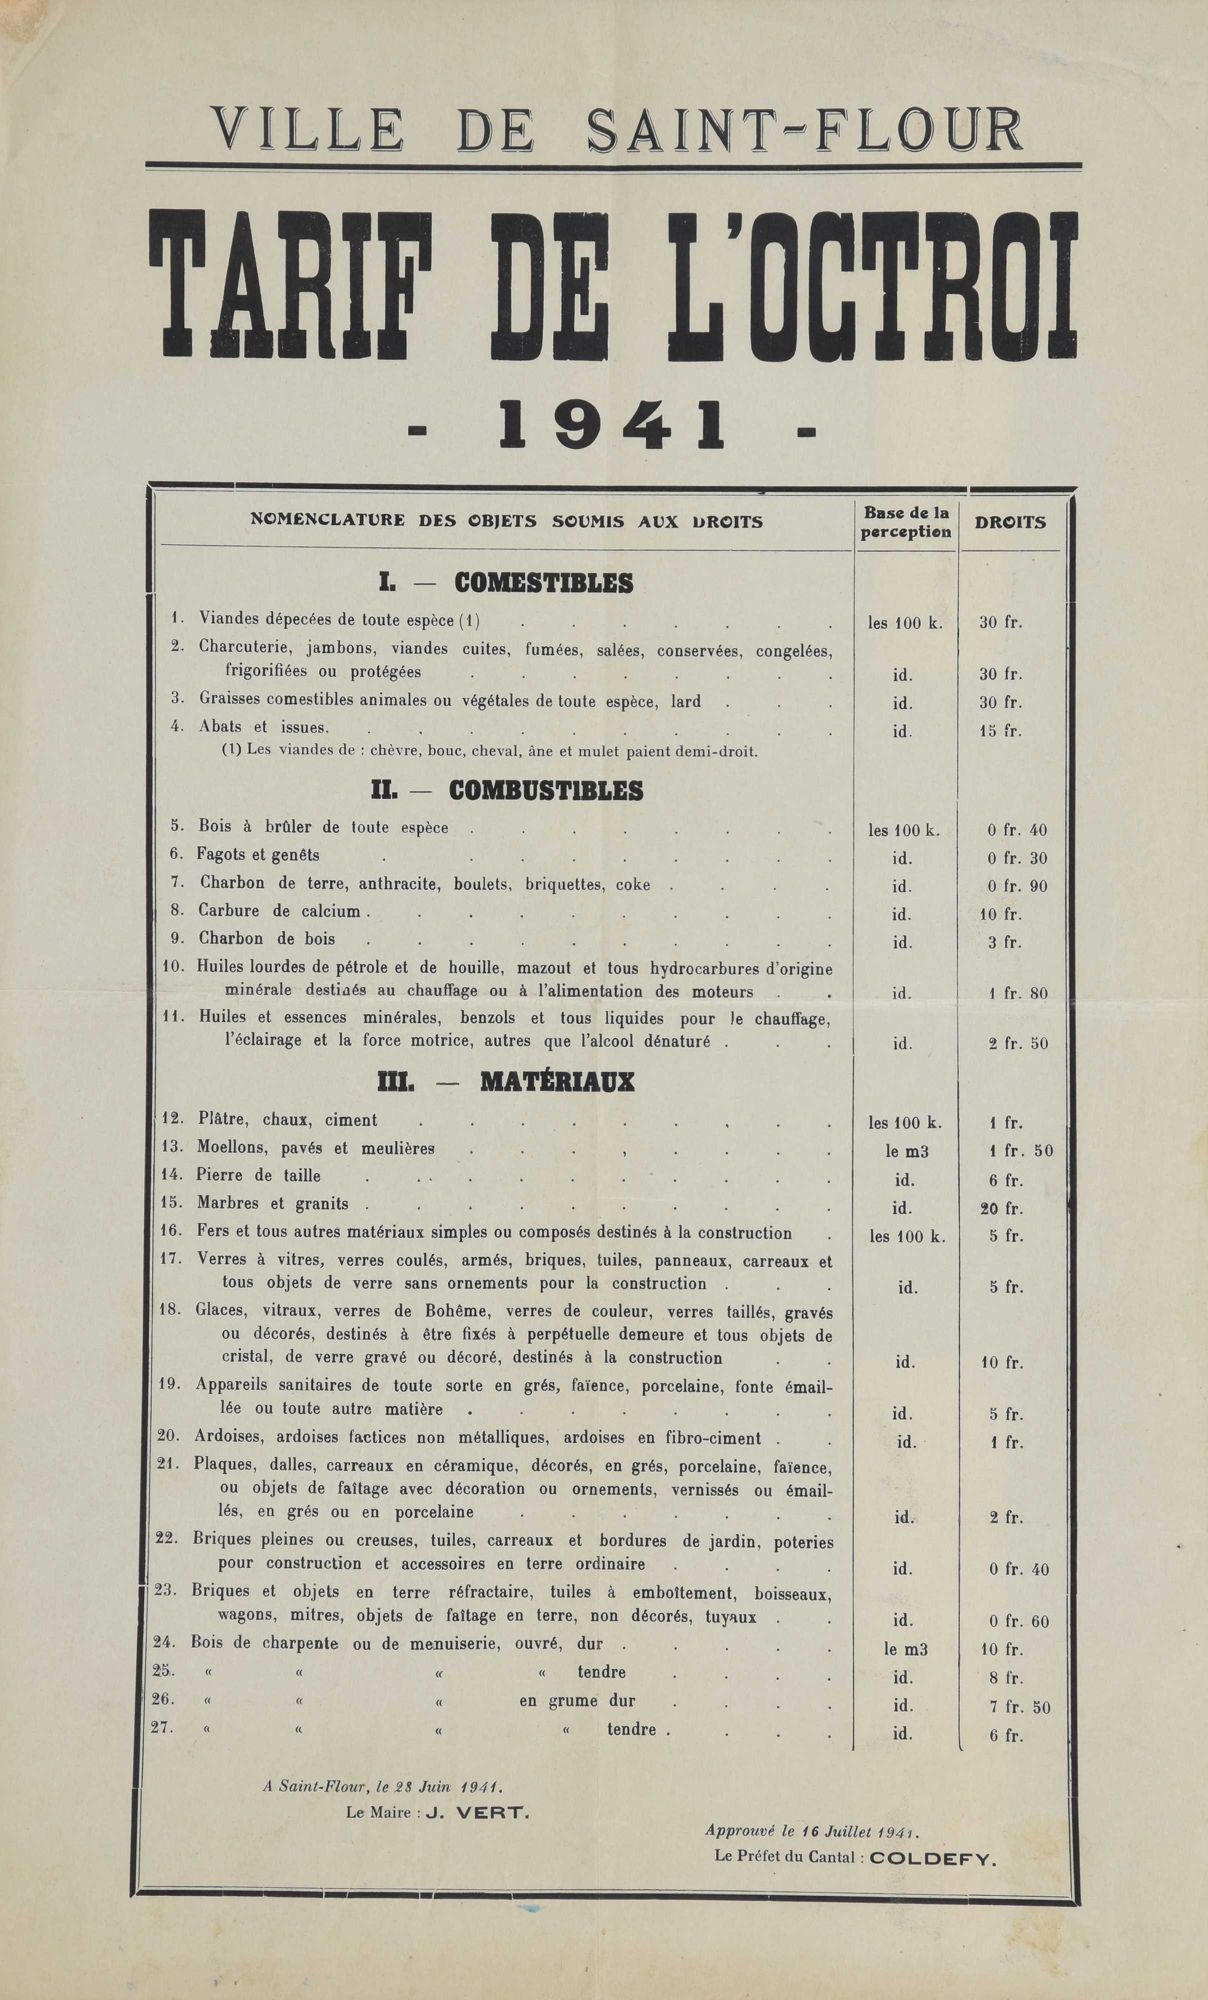 VILLE DE SAINT-FLOUR
TARIF DE L'OCTROI
- 1941 -
NOMENCLATURE DES OBJETS SOUMIS AUX DROITS | Base de la perception | DROITS
I. — COMESTIBLES
1. Viandes dépecées de toute espèce (1) . . . . . . . les 100 k. 30 fr.
2. Charcuterie, jambons, viandes cuites, fumées, salées, conservées, congelées,
frigorifiées ou protégées . . . . . . . . id. 30 fr.
3. Graisses comestibles animales ou végétales de toute espèce, lard . . . id. 30 fr.
4. Abats et issues. . . . . . . . . . . id. 15 fr.
(1) Les viandes de : chèvre, bouc, cheval, âne et mulet paient demi-droit.
II. — COMBUSTIBLES
5. Bois à brûler de toute espèce . . . . . . . . les 100 k. 0 fr. 40
6. Fagots et genêts . . . . . . . . . id. 0 fr. 30
7. Charbon de terre, anthracite, boulets, briquettes, coke . . . . id. 0 fr. 90
8. Carbure de calcium . . . . . . . . . . id. 10 fr.
9. Charbon de bois . . . . . . . . . . id. 3 fr.
10. Huiles lourdes de pétrole et de houille, mazout et tous hydrocarbures d'origine
minérale destinés au chauffage ou à l'alimentation des moteurs . . id. 1 fr. 80
11. Huiles et essences minérales, benzols et tous liquides pour le chauffage,
l'éclairage et la force motrice, autres que l'alcool dénaturé . . . id. 2 fr. 50
III. — MATÉRIAUX
12. Plâtre, chaux, ciment . . . . . . . . . les 100 k. 1 fr.
13. Moellons, pavés et meulières . . . , . . . . le m3 1 fr. 50
14. Pierre de taille . . . . . . . . . . . id. 6 fr.
15. Marbres et granits . . . . . . . . . . id. 20 fr.
16. Fers et tous autres matériaux simples ou composés destinés à la construction . les 100 k. 5 fr.
17. Verres à vitres, verres coulés, armés, briques, tuiles, panneaux, carreaux et
tous objets de verre sans ornements pour la construction . . . id. 5 fr.
18. Glaces, vitraux, verres de Bohême, verres de couleur, verres taillés, gravés
ou décorés, destinés à être fixés à perpétuelle demeure et tous objets de
cristal, de verre gravé ou décoré, destinés à la construction . . id. 10 fr.
19. Appareils sanitaires de toute sorte en grés, faïence, porcelaine, fonte émail-
lée ou toute autre matière . . . . . . . . id. 5 fr.
20. Ardoises, ardoises factices non métalliques, ardoises en fibro-ciment . . id. 1 fr.
21. Plaques, dalles, carreaux en céramique, décorés, en grés, porcelaine, faïence,
ou objets de faîtage avec décoration ou ornements, vernissés ou émail-
lés, en grés ou en porcelaine . . . . . . . id. 2 fr.
22. Briques pleines ou creuses, tuiles, carreaux et bordures de jardin, poteries
pour construction et accessoires en terre ordinaire . . . . id. 0 fr. 40
23. Briques et objets en terre réfractaire, tuiles à emboîtement, boisseaux,
wagons, mitres, objets de faîtage en terre, non décorés, tuyaux . . id. 0 fr. 60
24. Bois de charpente ou de menuiserie, ouvré, dur . . . . . le m3 10 fr.
25. « « « « tendre . . . . id. 8 fr.
26. « « « en grume dur . . . . id. 7 fr. 50
27. « « « « tendre . . . . id. 6 fr.
A Saint-Flour, le 28 Juin 1941.
Le Maire : J. VERT.
Approuvé le 16 Juillet 1941.
Le Préfet du Cantal : COLDEFY.